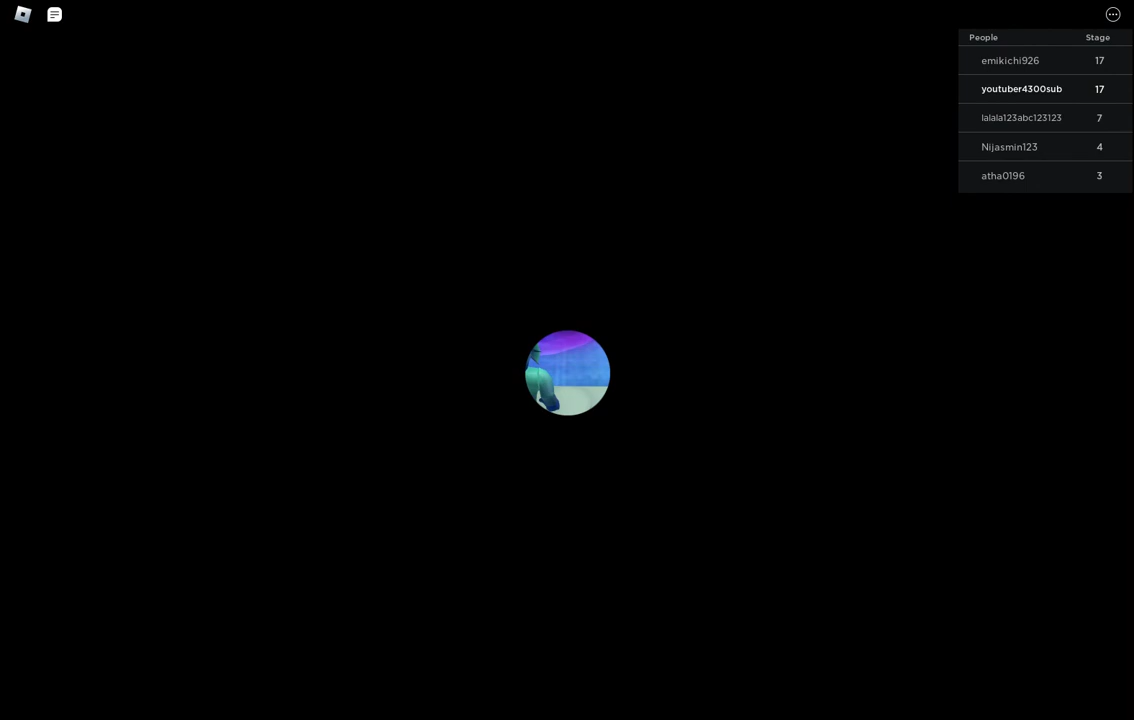 People Stage
emikichi926 17
youtuber4300sub 17
lalala123abc123123 7
Nijasmin123 4
atha0196 3